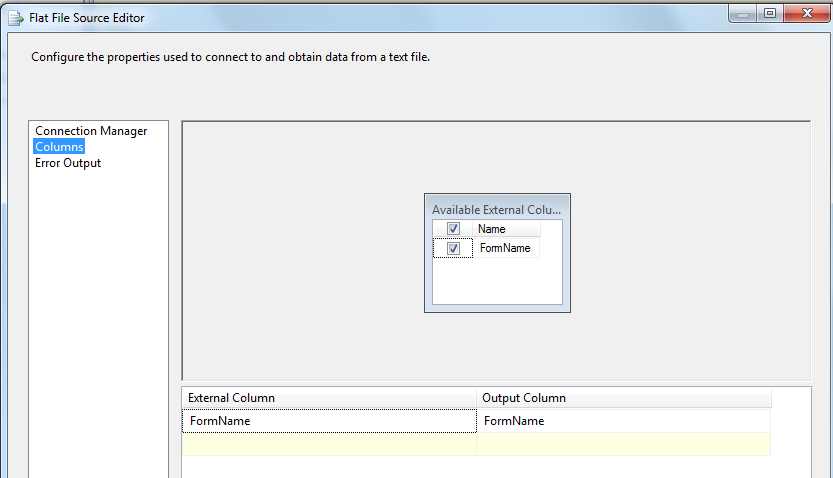 Flat File Source Editor
Configure the properties used to connect to and obtain data from a text file.
Connection Manager
Columns
Error Output
Available External Colu...
Name
FormName
External Column
Output Column
FormName
FormName